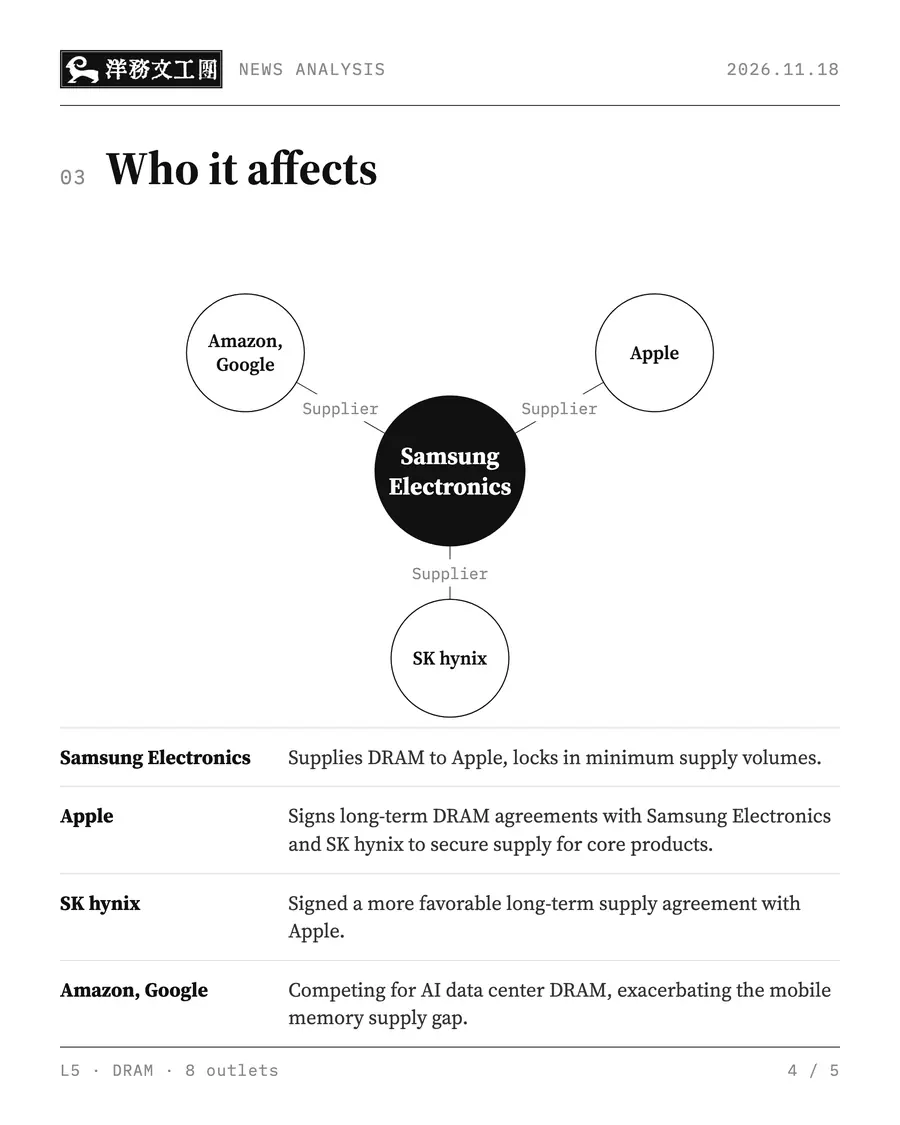 洋務文工團 NEWS ANALYSIS 2026.11.18
03 Who it affects
Amazon,
Google
Apple
Supplier Supplier
Samsung
Electronics
Supplier
SK hynix
Samsung Electronics Supplies DRAM to Apple, locks in minimum supply volumes.
Apple Signs long-term DRAM agreements with Samsung Electronics
and SK hynix to secure supply for core products.
SK hynix Signed a more favorable long-term supply agreement with
Apple.
Amazon, Google Competing for AI data center DRAM, exacerbating the mobile
memory supply gap.
L5 · DRAM · 8 outlets 4 / 5